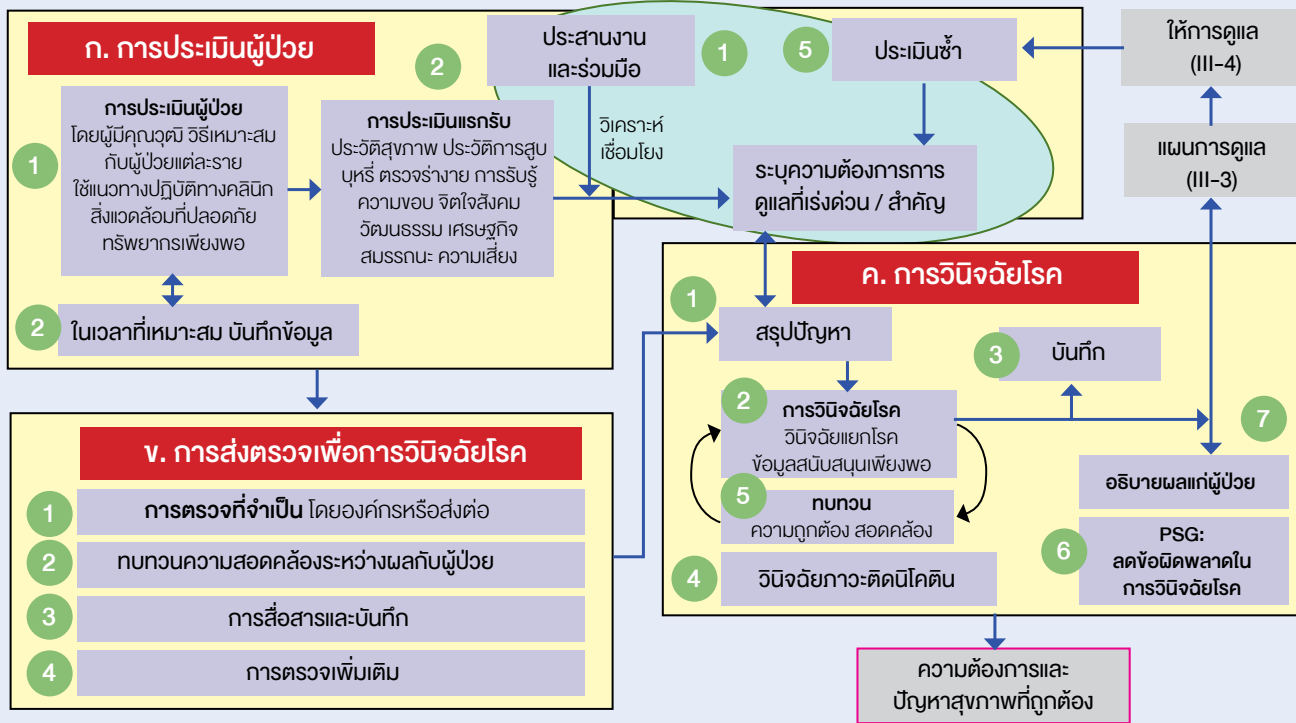 ก. การประเมินผู้ป่วย
1
การประเมินผู้ป่วย
โดยผู้มีคุณวุฒิ วิธีเหมาะสม
กับผู้ป่วยแต่ละราย
ใช้แนวทางปฏิบัติทางคลินิก
สิ่งแวดล้อมที่ปลอดภัย
ทรัพยากรเพียงพอ
2
ในเวลาที่เหมาะสม บันทึกข้อมูล
2
การประเมินแรกรับ
ประวัติสุขภาพ ประวัติการสูบ
บุหรี่ ตรวจร่างาย การรับรู้
ความชอบ จิตใจสังคม
วัฒนธรรม เศรษฐกิจ
สมรรถนะ ความเสี่ยง
ประสานงาน
และร่วมมือ
1
วิเคราะห์
เชื่อมโยง
5
ประเมินซ้ำ
ระบุความต้องการการ
ดูแลที่เร่งด่วน / สำคัญ
ให้การดูแล
(III-4)
แผนการดูแล
(III-3)
ข. การส่งตรวจเพื่อการวินิจฉัยโรค
1
การตรวจที่จำเป็น โดยองค์กรหรือส่งต่อ
2
ทบทวนความสอดคล้องระหว่างผลกับผู้ป่วย
3
การสื่อสารและบันทึก
4
การตรวจเพิ่มเติม
ค. การวินิจฉัยโรค
1
สรุปปัญหา
2
การวินิจฉัยโรค
วินิจฉัยแยกโรค
ข้อมูลสนับสนุนเพียงพอ
3
บันทึก
5
ทบทวน
ความถูกต้อง สอดคล้อง
4
วินิจฉัยภาวะติดนิโคติน
7
อธิบายผลแก่ผู้ป่วย
6
PSG:
ลดข้อผิดพลาดใน
การวินิจฉัยโรค
ความต้องการและ
ปัญหาสุขภาพที่ถูกต้อง